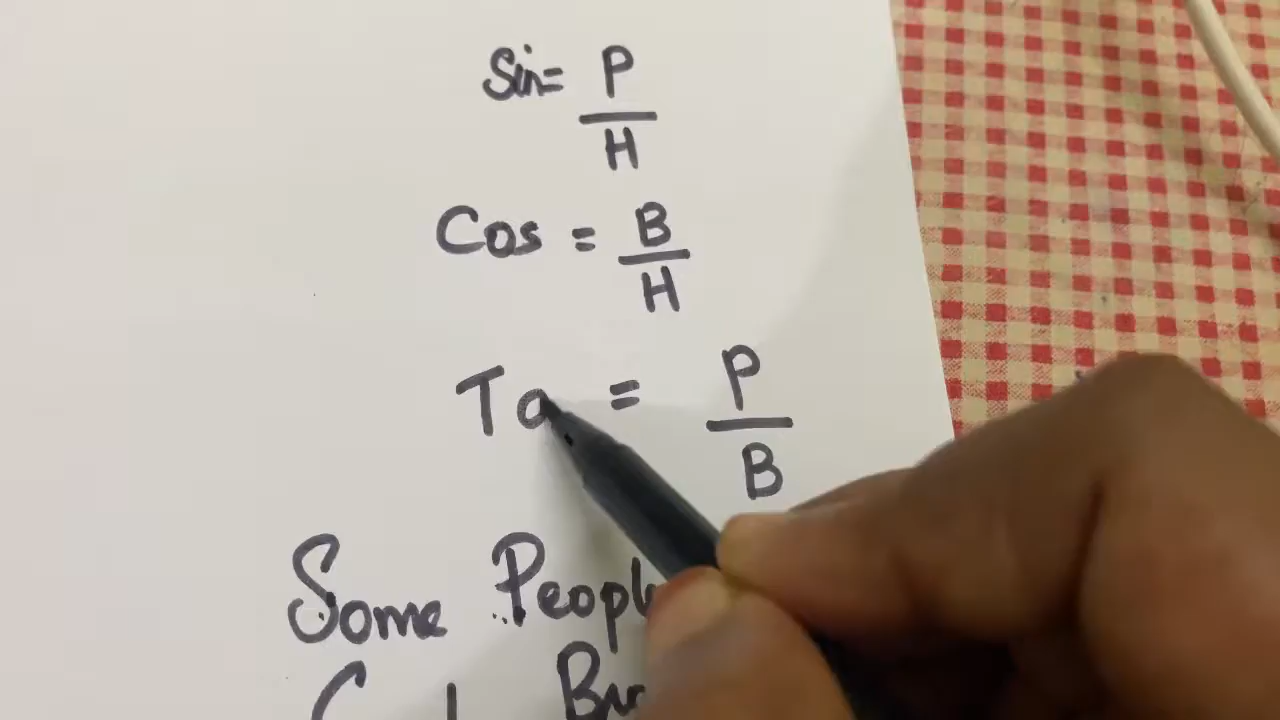 Sin= P
H
Cos = B
H
Ta = P
B
Some